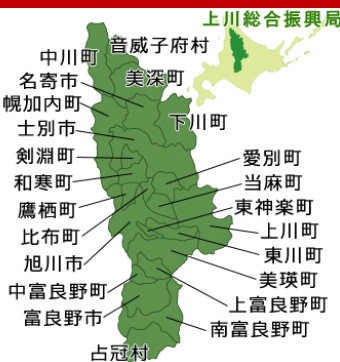 上川総合振興局
音威子府村
中川町
名寄市
美深町
幌加内町
下川町
士別市
剣淵町
愛別町
和寒町
当麻町
鷹栖町
東神楽町
比布町
上川町
旭川市
東川町
美瑛町
中富良野町
上富良野町
富良野市
南富良野町
占冠村